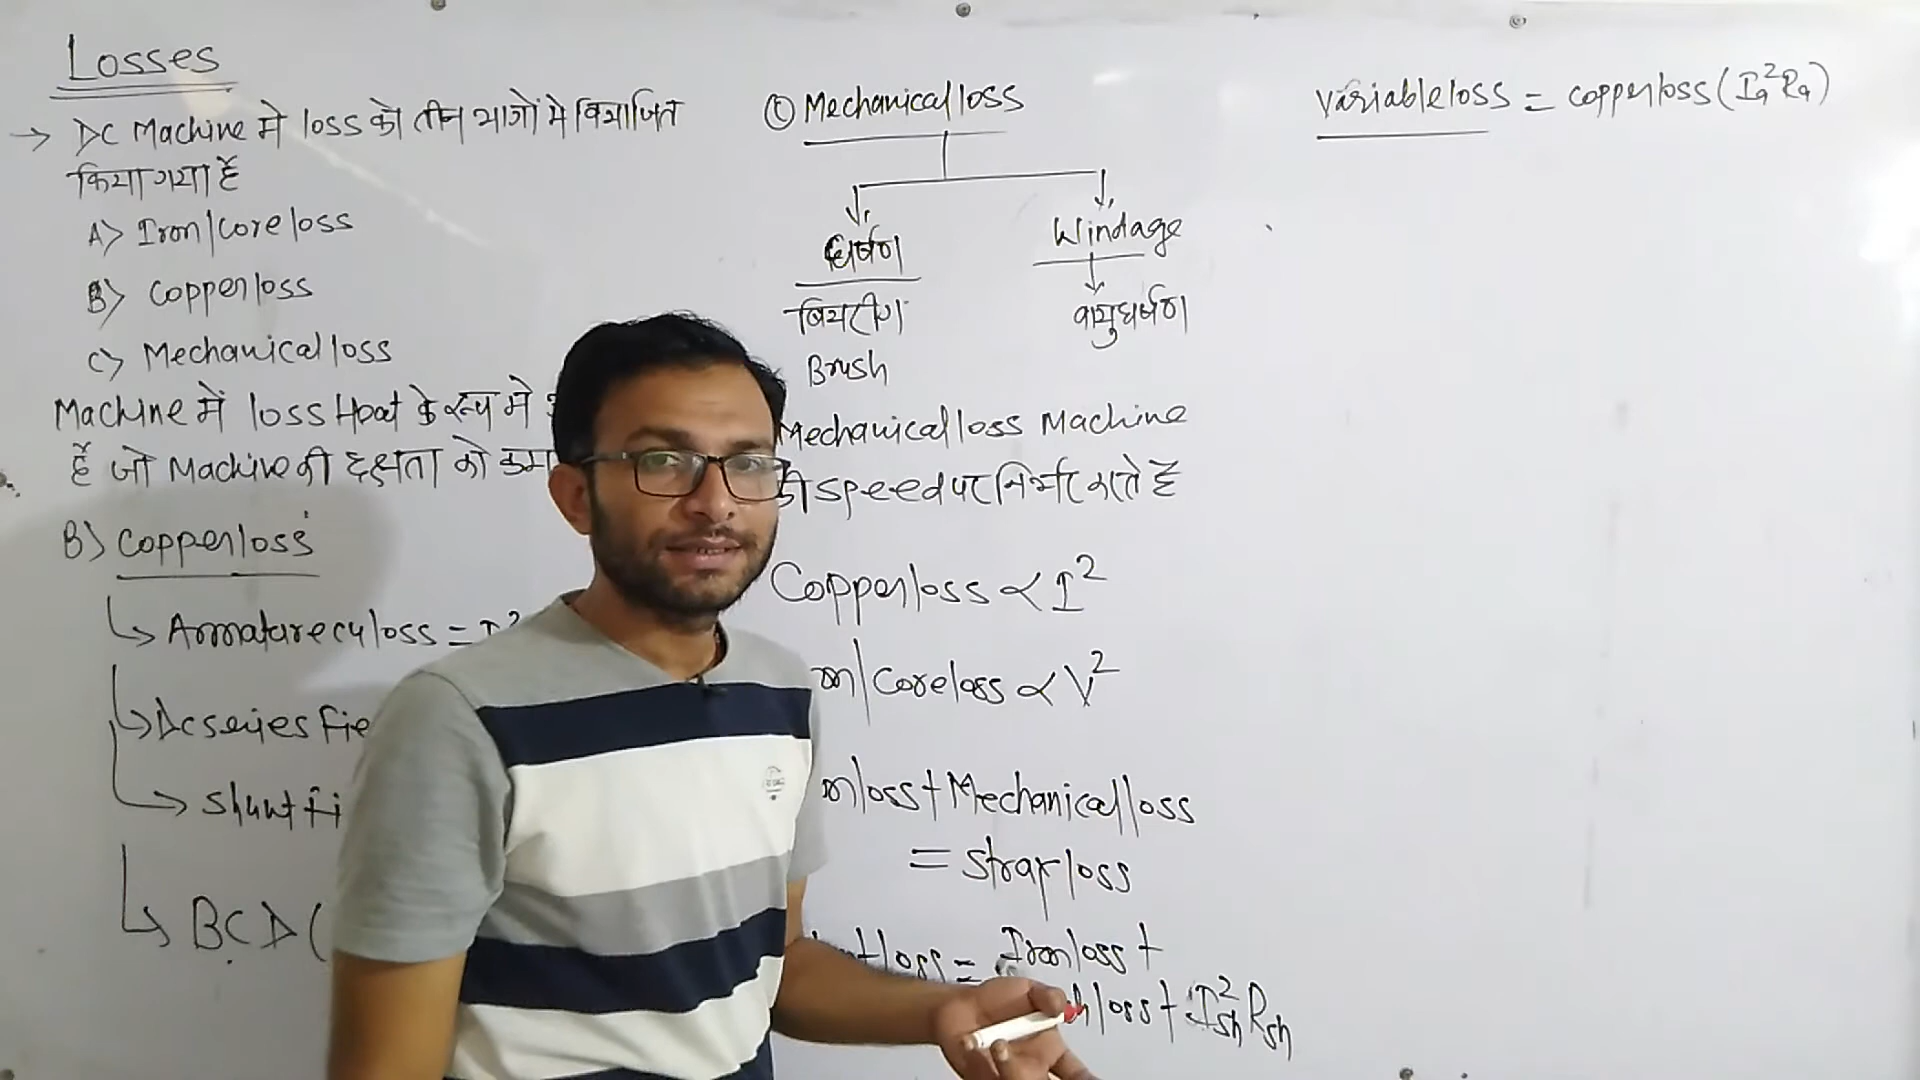 Losses
→ DC Machine मे loss को तीन भागों मे विभाजित
किया गया हैं
A> Iron/Core loss
B> Copper loss
C> Mechanical loss
Machine में loss Heat के रूप मे
हैं जो Machine की दक्षता को कम
B) Copper loss
↳ Armature cu loss = I²
↳ DC series fie
↳ Shunt fi
↳ BCD (
C Mechanical loss
घर्षण
Windage
बियरींग
वायुघर्षण
Brush
Mechanical loss Machine
की speed पर निर्भर करते हैं
Copper loss ∝ I²
n/Core loss ∝ V²
n loss + Mechanical loss
= Stray loss
t loss = Iron loss +
h loss + I²sh Rsh
Variable loss = copper loss (Ia²Ra)